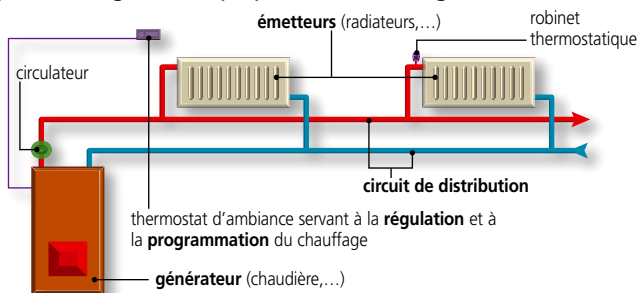 émetteurs (radiateurs,...)
robinet
thermostatique
circulateur
circuit de distribution
thermostat d'ambiance servant à la régulation et à
la programmation du chauffage
générateur (chaudière,...)